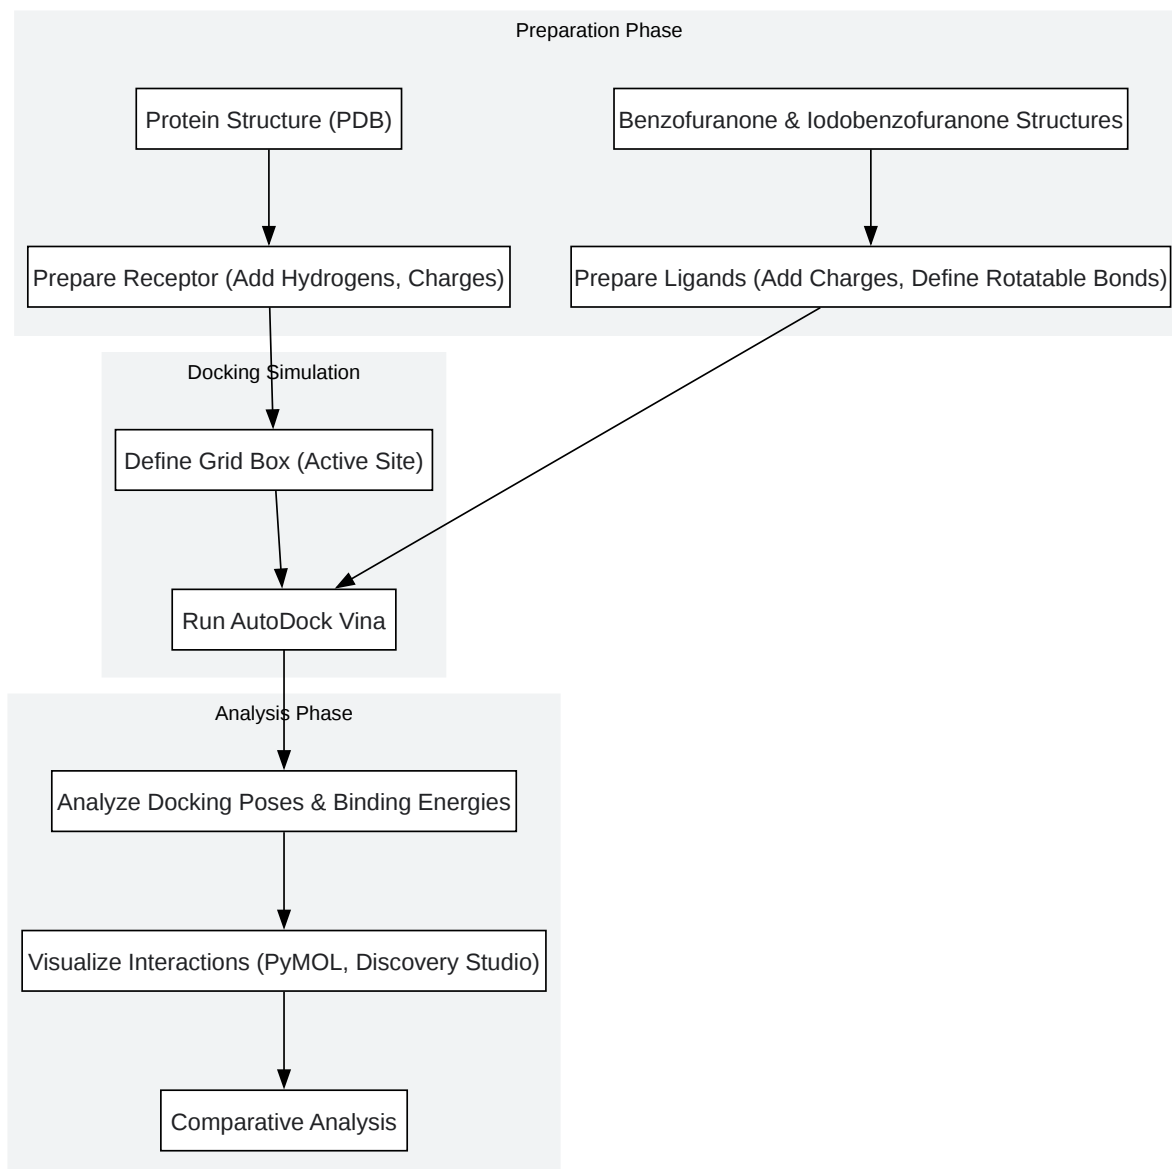 Preparation Phase
Protein Structure (PDB)
Benzofuranone & Iodobenzofuranone Structures
Prepare Receptor (Add Hydrogens, Charges)
Prepare Ligands (Add Charges, Define Rotatable Bonds)
Docking Simulation
Define Grid Box (Active Site)
Run AutoDock Vina
Analysis Phase
Analyze Docking Poses & Binding Energies
Visualize Interactions (PyMOL, Discovery Studio)
Comparative Analysis